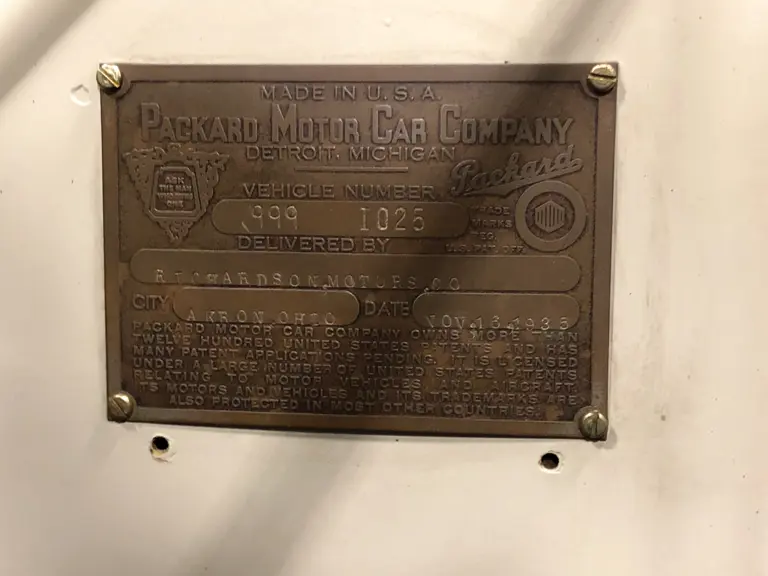 MADE IN U.S.A.
PACKARD MOTOR CAR COMPANY
DETROIT, MICHIGAN
Packard
ASK
THE MAN
WHO OWNS
ONE
VEHICLE NUMBER
999 1025
TRADE
MARKS
REG.
U.S. PAT. OFF.
DELIVERED BY
RICHARDSON MOTORS CO
CITY AKRON, OHIO DATE NOV. 13, 1935
PACKARD MOTOR CAR COMPANY OWNS MORE THAN
TWELVE HUNDRED UNITED STATES PATENTS AND HAS
MANY PATENT APPLICATIONS PENDING. IT IS LICENSED
UNDER A LARGE NUMBER OF UNITED STATES PATENTS
RELATING TO MOTOR VEHICLES AND AIRCRAFT.
ITS MOTORS AND VEHICLES AND ITS TRADEMARKS ARE
ALSO PROTECTED IN MOST OTHER COUNTRIES.